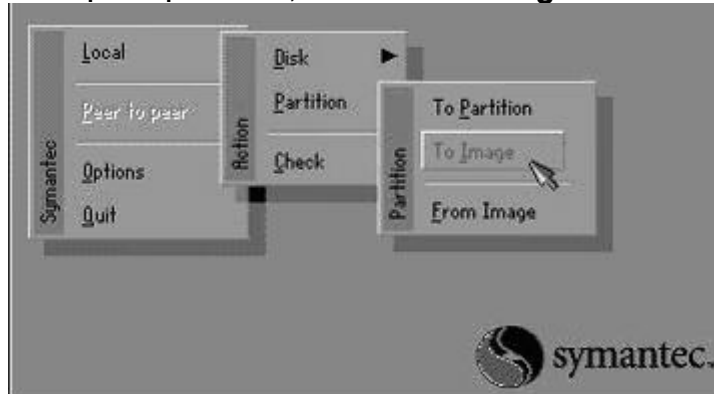 Symantec
Local
Peer to peer
Options
Quit
Action
Disk
Partition
Check
Partition
To Partition
To Image
From Image
symantec.